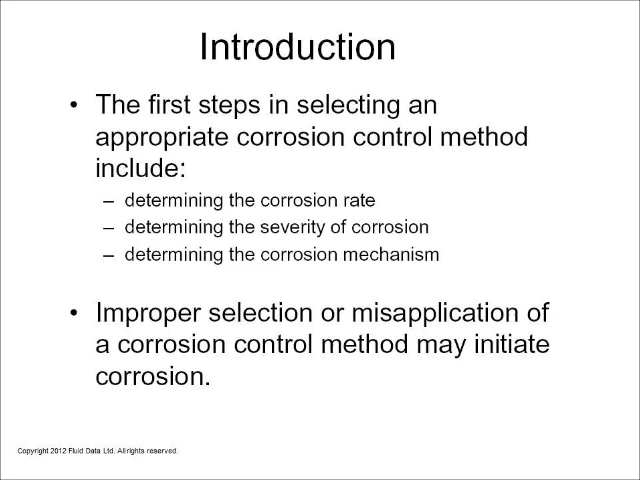 Introduction
• The first steps in selecting an
appropriate corrosion control method
include:
– determining the corrosion rate
– determining the severity of corrosion
– determining the corrosion mechanism
• Improper selection or misapplication of
a corrosion control method may initiate
corrosion.
Copyright 2012 Fluid Data Ltd. All rights reserved.